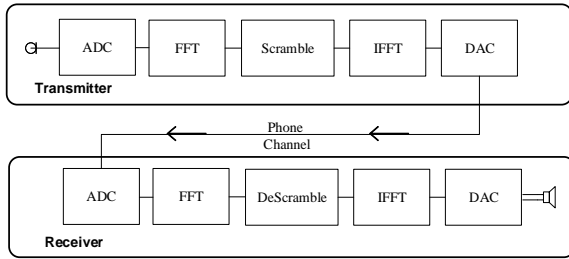 ADC FFT Scramble IFFT DAC
Transmitter
Phone
Channel
ADC FFT DeScramble IFFT DAC
Receiver